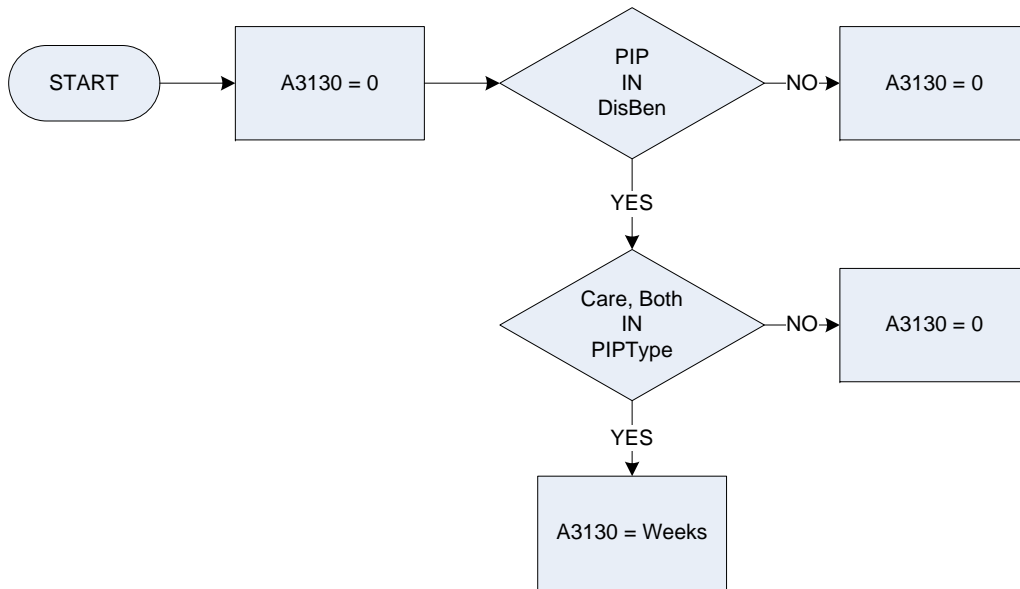 START
A3130 = 0
PIP
IN
DisBen
NO
A3130 = 0
YES
Care, Both
IN
PIPType
NO
A3130 = 0
YES
A3130 = Weeks